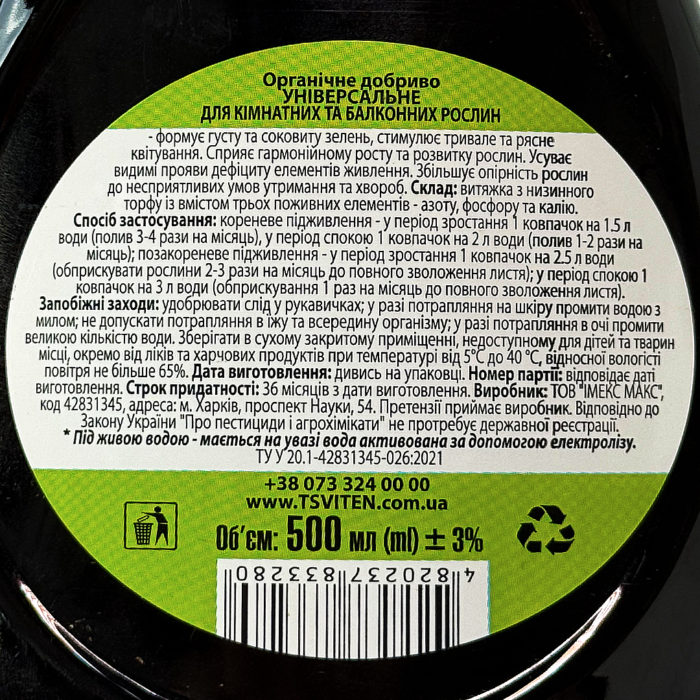 Органічне добриво
УНІВЕРСАЛЬНЕ
ДЛЯ КІМНАТНИХ ТА БАЛКОННИХ РОСЛИН
- формує густу та соковиту зелень, стимулює тривале та рясне
квітування. Сприяє гармонійному росту та розвитку рослин. Усуває
видимі прояви дефіциту елементів живлення. Збільшує опірність рослин
до несприятливих умов утримання та хвороб. Склад: витяжка з низинного
торфу із вмістом трьох поживних елементів - азоту, фосфору та калію.
Спосіб застосування: кореневе підживлення - у період зростання 1 ковпачок на 1.5 л
води (полив 3-4 рази на місяць), у період спокою 1 ковпачок на 2 л води (полив 1-2 рази на
місяць); позакореневе підживлення - у період зростання 1 ковпачок на 2.5 л води
(обприскувати рослини 2-3 рази на місяць до повного зволоження листя); у період спокою 1
ковпачок на 3 л води (обприскування 1 раз на місяць до повного зволоження листя).
Запобіжні заходи: удобрювати слід у рукавичках; у разі потрапляння на шкіру промити водою з
милом; не допускати потрапляння в їжу та всередину організму; у разі потрапляння в очі промити
великою кількістю води. Зберігати в сухому закритому приміщенні, недоступному для дітей та тварин
місці, окремо від ліків та харчових продуктів при температурі від 5°C до 40 °C, відносної вологісті
повітря не більше 65%. Дата виготовлення: дивись на упаковці. Номер партії: відповідає даті
виготовлення. Строк придатності: 36 місяців з дати виготовлення. Виробник: ТОВ "ІМЕКС МАКС",
код 42831345, адреса: м. Харків, проспект Науки, 54. Претензії приймає виробник. Відповідно до
Закону України "Про пестициди і агрохімікати" не протребує державної реєстрації.
* Під живою водою - мається на увазі вода активована за допомогою електролізу.
ТУ У 20.1-42831345-026:2021
+38 073 324 00 00
www.TSVITEN.com.ua
Об'єм: 500 мл (ml) ± 3%
4 820237 833280